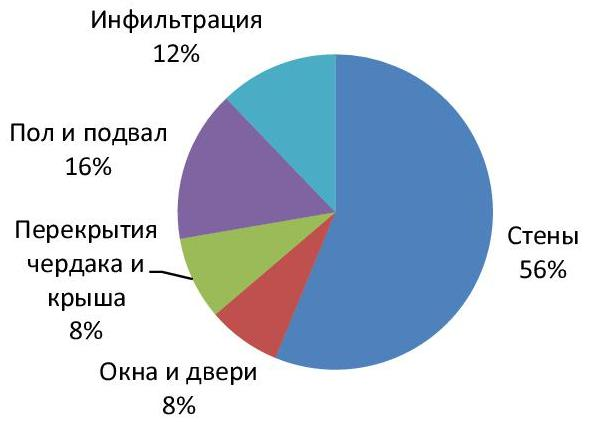 Инфильтрация
12%
Пол и подвал
16%
Перекрытия
чердака и
крыша
8%
Окна и двери
8%
Стены
56%